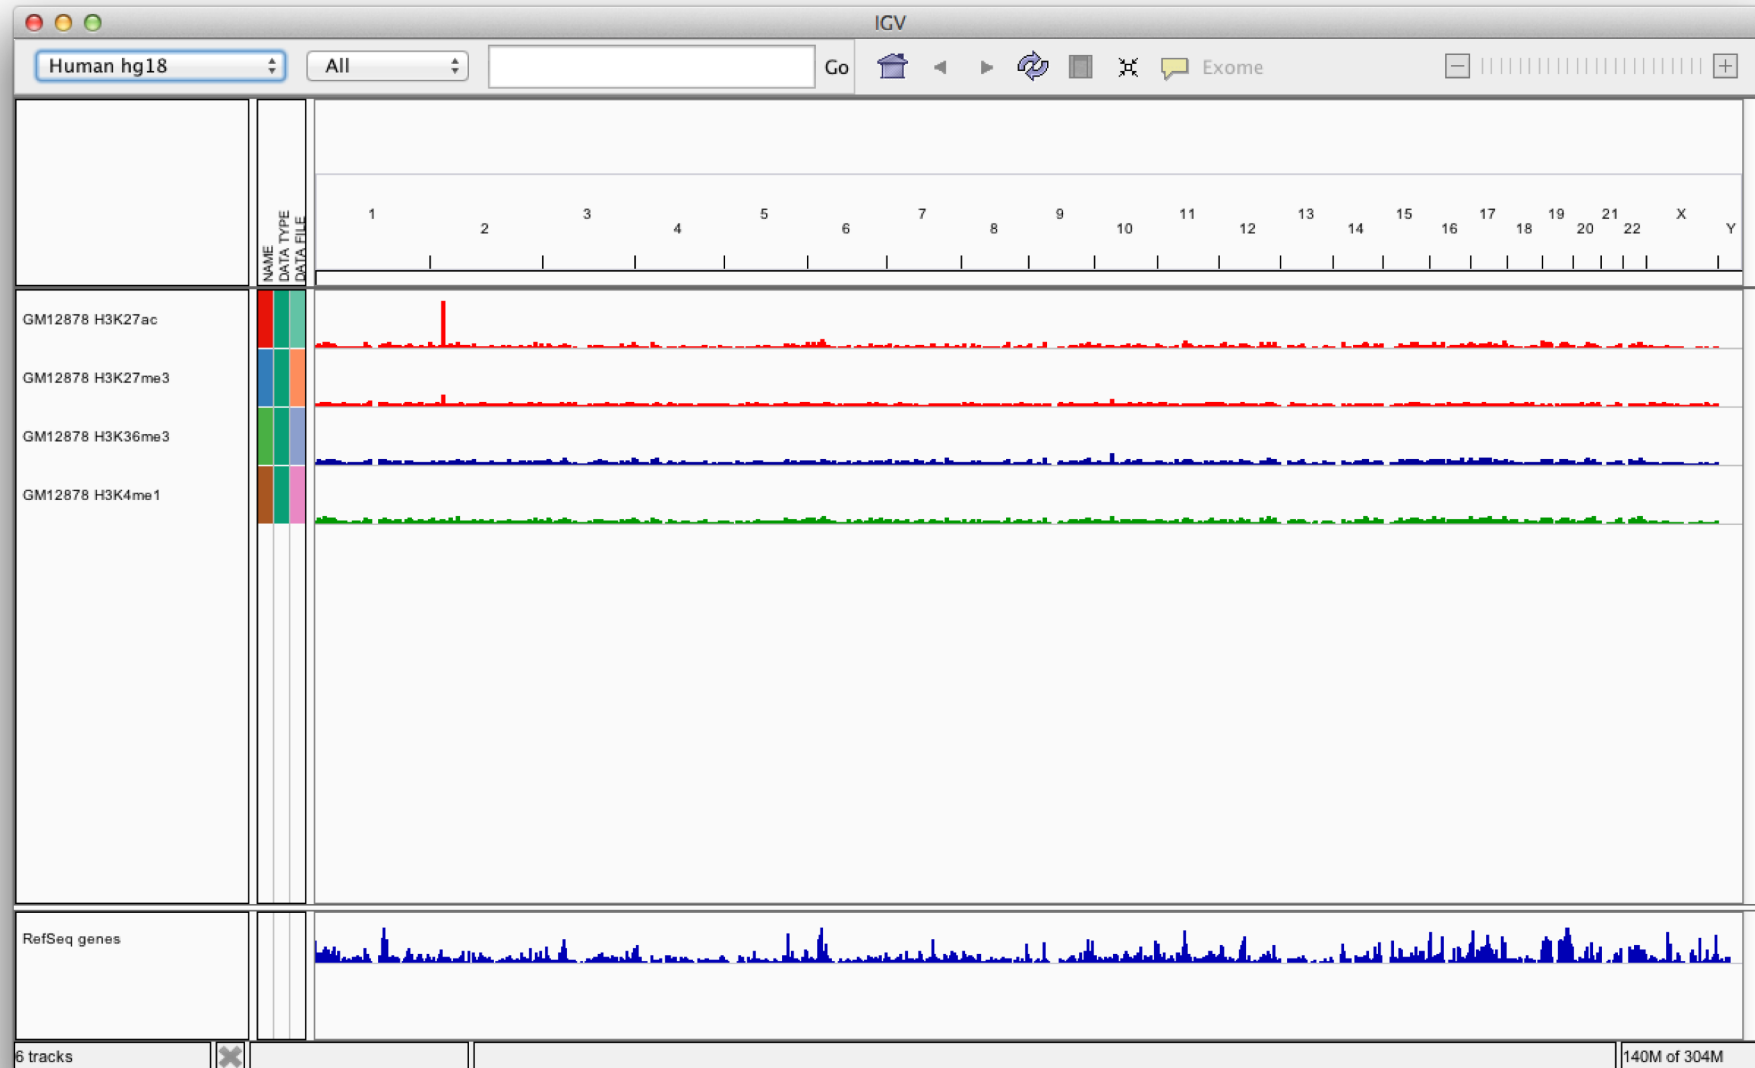 IGV
Human hg18 All Go Exome
NAME
DATA TYPE
DATA FILE
1 3 5 7 9 11 13 15 17 19 21 X
2 4 6 8 10 12 14 16 18 20 22 Y
GM12878 H3K27ac
GM12878 H3K27me3
GM12878 H3K36me3
GM12878 H3K4me1
RefSeq genes
6 tracks 140M of 304M